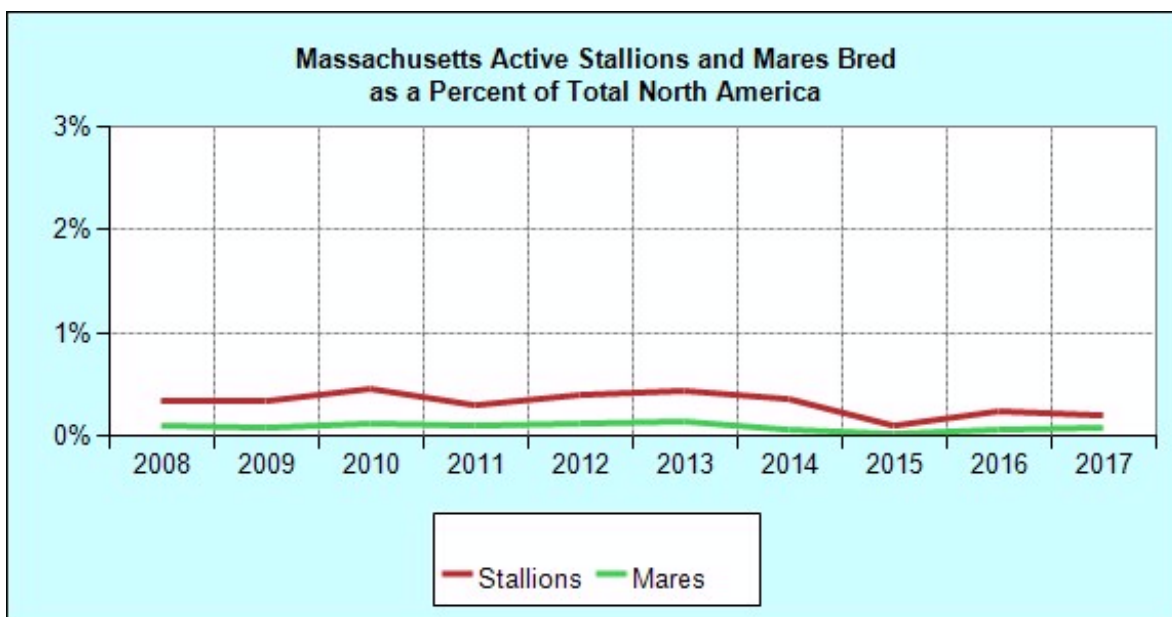 Massachusetts Active Stallions and Mares Bred
as a Percent of Total North America
3%
2%
1%
0%
2008 2009 2010 2011 2012 2013 2014 2015 2016 2017
Stallions Mares